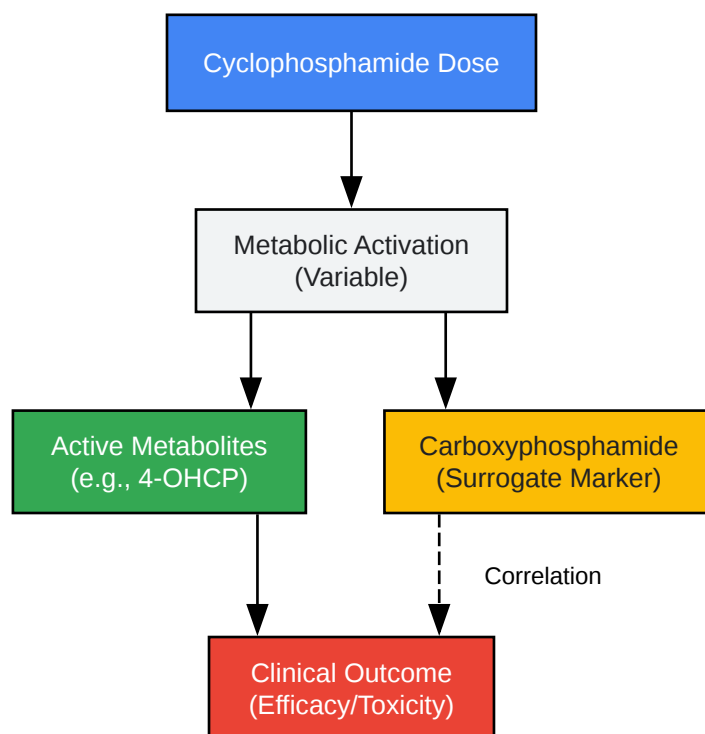 Cyclophosphamide Dose
Metabolic Activation
(Variable)
Active Metabolites
(e.g., 4-OHCP)
Carboxyphosphamide
(Surrogate Marker)
Correlation
Clinical Outcome
(Efficacy/Toxicity)